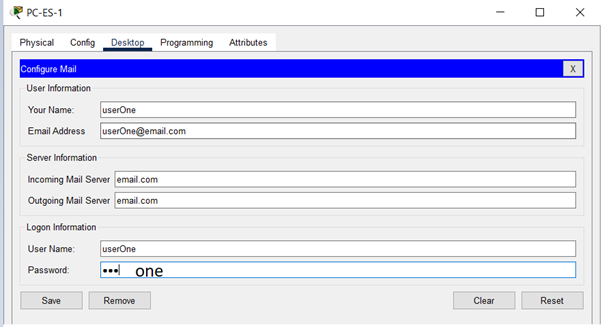 PC-ES-1
Physical Config Desktop Programming Attributes
Configure Mail X
User Information
Your Name: userOne
Email Address userOne@email.com
Server Information
Incoming Mail Server email.com
Outgoing Mail Server email.com
Logon Information
User Name: userOne
Password: ••• one
Save Remove Clear Reset